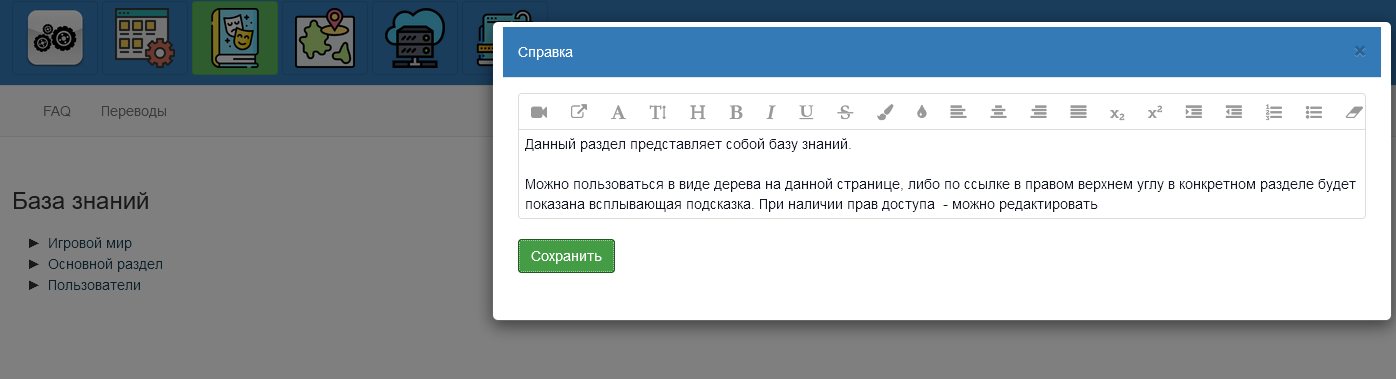 Справка
×
FAQ Переводы
Данный раздел представляет собой базу знаний.
Можно пользоваться в виде дерева на данной странице, либо по ссылке в правом верхнем углу в конкретном разделе будет
показана всплывающая подсказка. При наличии прав доступа  - можно редактировать
Сохранить
База знаний
Игровой мир
Основной раздел
Пользователи